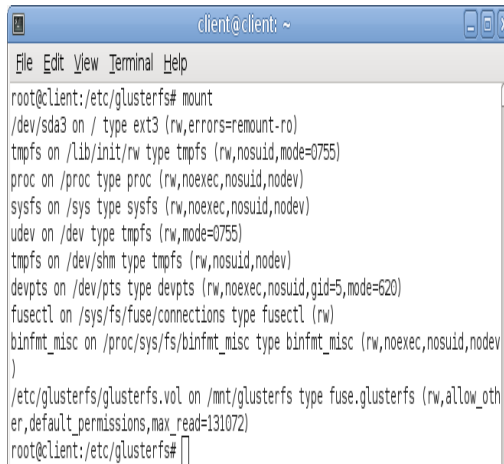 client@client: ~
File Edit View Terminal Help
root@client:/etc/glusterfs# mount
/dev/sda3 on / type ext3 (rw,errors=remount-ro)
tmpfs on /lib/init/rw type tmpfs (rw,nosuid,mode=0755)
proc on /proc type proc (rw,noexec,nosuid,nodev)
sysfs on /sys type sysfs (rw,noexec,nosuid,nodev)
udev on /dev type tmpfs (rw,mode=0755)
tmpfs on /dev/shm type tmpfs (rw,nosuid,nodev)
devpts on /dev/pts type devpts (rw,noexec,nosuid,gid=5,mode=620)
fusectl on /sys/fs/fuse/connections type fusectl (rw)
binfmt_misc on /proc/sys/fs/binfmt_misc type binfmt_misc (rw,noexec,nosuid,nodev
)
/etc/glusterfs/glusterfs.vol on /mnt/glusterfs type fuse.glusterfs (rw,allow_oth
er,default_permissions,max_read=131072)
root@client:/etc/glusterfs#